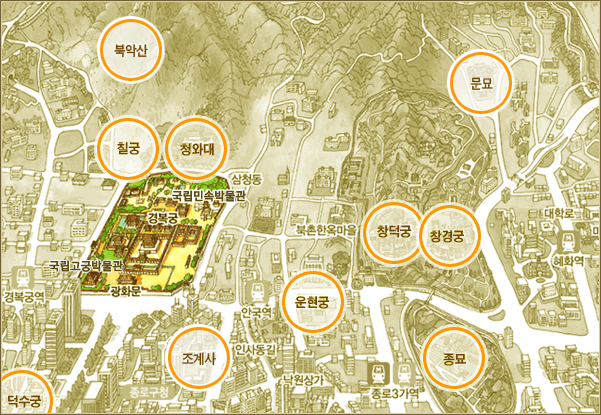 북악산
문묘
칠궁
청와대
삼청동
국립민속박물관
경복궁
대학로
북촌한옥마을
창덕궁
창경궁
혜화역
국립고궁박물관
광화문
경복궁역
안국역
운현궁
조계사
인사동길
종묘
낙원상가
종로3가역
종로구청
덕수궁